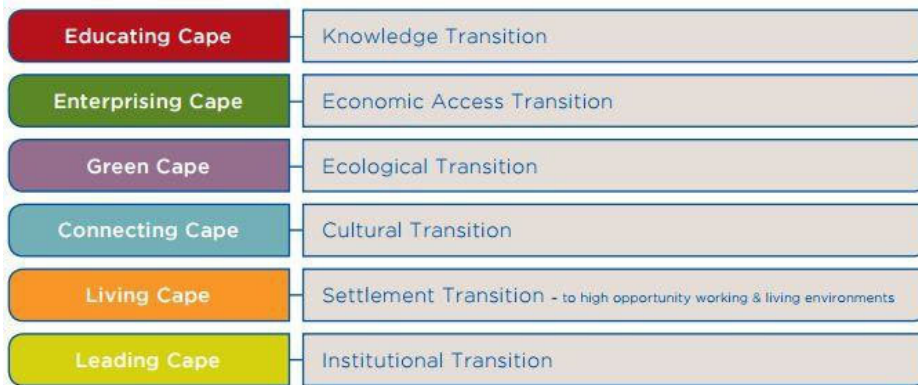 Educating Cape Knowledge Transition
Enterprising Cape Economic Access Transition
Green Cape Ecological Transition
Connecting Cape Cultural Transition
Living Cape Settlement Transition - to high opportunity working & living environments
Leading Cape Institutional Transition